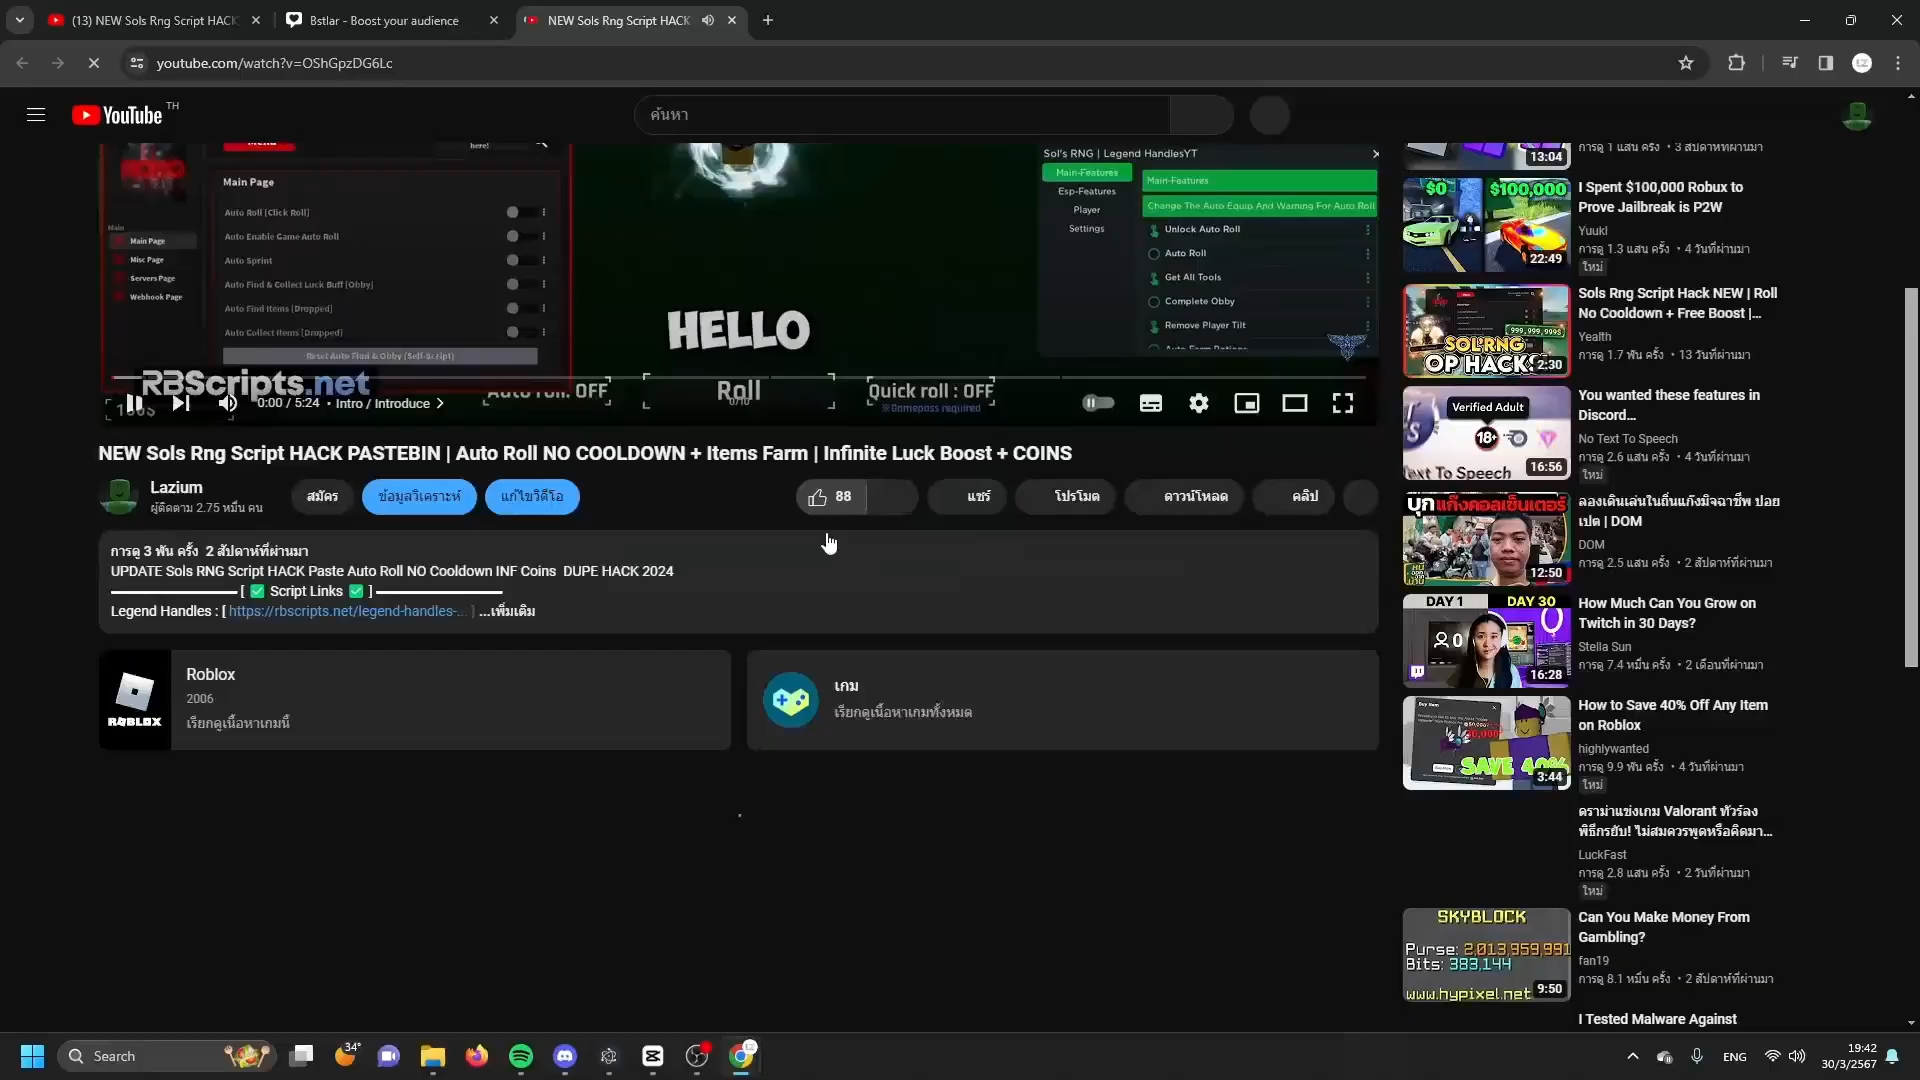 (13) NEW Sols Rng Script HACK
Bstlar - Boost your audience
NEW Sols Rng Script HACK
youtube.com/watch?v=OShGpzDG6Lc
YouTube TH
ค้นหา
here!
Main Page
Auto Roll [Click Roll]
Auto Enable Game Auto Roll
Auto Sprint
Auto Find & Collect Luck Buff [Obby]
Auto Find Items [Dropped]
Auto Collect Items [Dropped]
Reset Auto Find & Obby (Self-Script)
Main
Main Page
Misc Page
Servers Page
Webhook Page
RBScripts.net
HELLO
Sol's RNG | Legend HandlesYT
Main-Features
Esp-Features
Player
Settings
Main-Features
Change The Auto Equip And Warning For Auto Roll
Unlock Auto Roll
Auto Roll
Get All Tools
Complete Obby
Remove Player Tilt
Auto Farm Potions
0:00 / 5:24 • Intro / Introduce
Auto roll : OFF
Roll
Quick roll : OFF
※Gamepass required
NEW Sols Rng Script HACK PASTEBIN | Auto Roll NO COOLDOWN + Items Farm | Infinite Luck Boost + COINS
Lazium
ผู้ติดตาม 2.75 หมื่น คน
สมัคร
ข้อมูลวิเคราะห์
แก้ไขวิดีโอ
88
แชร์
โปรโมต
ดาวน์โหลด
คลิป
การดู 3 พัน ครั้ง 2 สัปดาห์ที่ผ่านมา
UPDATE Sols RNG Script HACK Paste Auto Roll NO Cooldown INF Coins DUPE HACK 2024
[ ✅ Script Links ✅ ]
Legend Handles : [ https://rbscripts.net/legend-handles-... ] ...เพิ่มเติม
Roblox
2006
เรียกดูเนื้อหาเกมนี้
ROBLOX
เกม
เรียกดูเนื้อหาเกมทั้งหมด
13:04
การดู 1 แสน ครั้ง • 3 สัปดาห์ที่ผ่านมา
$0 $100,000
22:49
I Spent $100,000 Robux to
Prove Jailbreak is P2W
Yuukl
การดู 1.3 แสน ครั้ง • 4 วันที่ผ่านมา
ใหม่
999,999,999$
SOL'RNG
OP HACKS
2:30
Sols Rng Script Hack NEW | Roll
No Cooldown + Free Boost |...
Yealth
การดู 1.7 พัน ครั้ง • 13 วันที่ผ่านมา
Verified Adult
18+
ext To Speech
16:56
You wanted these features in
Discord...
No Text To Speech
การดู 2.6 แสน ครั้ง • 4 วันที่ผ่านมา
ใหม่
บุกแก๊งคอลเซ็นเตอร์
12:50
ลองเดินเล่นในถิ่นแก๊งมิจฉาชีพ ปอย
เปต | DOM
DOM
การดู 2.5 แสน ครั้ง • 2 สัปดาห์ที่ผ่านมา
DAY 1 DAY 30
0
16:28
How Much Can You Grow on
Twitch in 30 Days?
Stella Sun
การดู 7.4 หมื่น ครั้ง • 2 เดือนที่ผ่านมา
SAVE 40%
3:44
How to Save 40% Off Any Item
on Roblox
highlywanted
การดู 9.9 พัน ครั้ง • 4 วันที่ผ่านมา
ใหม่
ดราม่าแข่งเกม Valorant ทัวร์ลง
พิธีกรยับ! ไม่สมควรพูดหรือคิดมา...
LuckFast
การดู 2.8 แสน ครั้ง • 2 วันที่ผ่านมา
ใหม่
SKYBLOCK
Purse: 2,013,959,991
Bits: 383,144
www.hypixel.net
9:50
Can You Make Money From
Gambling?
fan19
การดู 8.1 หมื่น ครั้ง • 2 สัปดาห์ที่ผ่านมา
I Tested Malware Against
Search
34°
ENG
19:42
30/3/2567